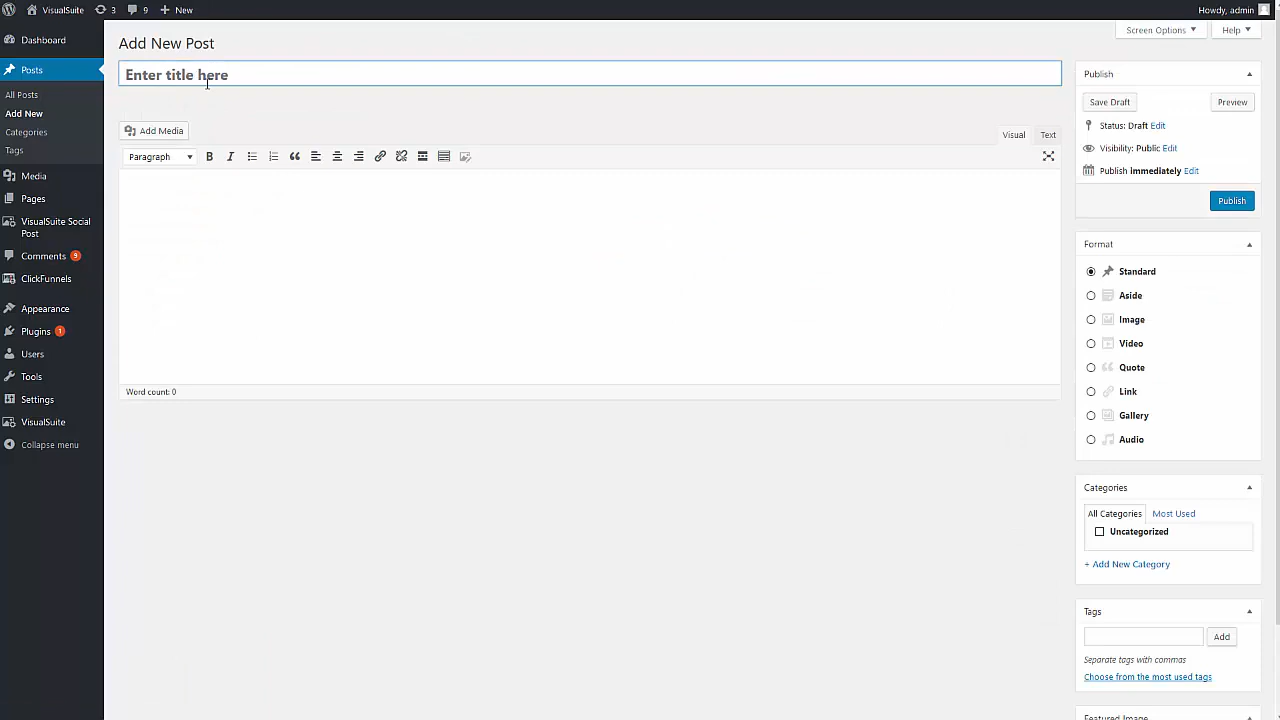 VisualSuite 3 9 New Howdy, admin
Dashboard
Posts
All Posts
Add New
Categories
Tags
Media
Pages
VisualSuite Social
Post
Comments 9
ClickFunnels
Appearance
Plugins 1
Users
Tools
Settings
VisualSuite
Collapse menu
Screen Options Help
Add New Post
Enter title here
Add Media
Visual Text
Paragraph B I
Word count: 0
Publish
Save Draft Preview
Status: Draft Edit
Visibility: Public Edit
Publish immediately Edit
Publish
Format
Standard
Aside
Image
Video
Quote
Link
Gallery
Audio
Categories
All Categories Most Used
Uncategorized
+ Add New Category
Tags
Add
Separate tags with commas
Choose from the most used tags
Featured Image